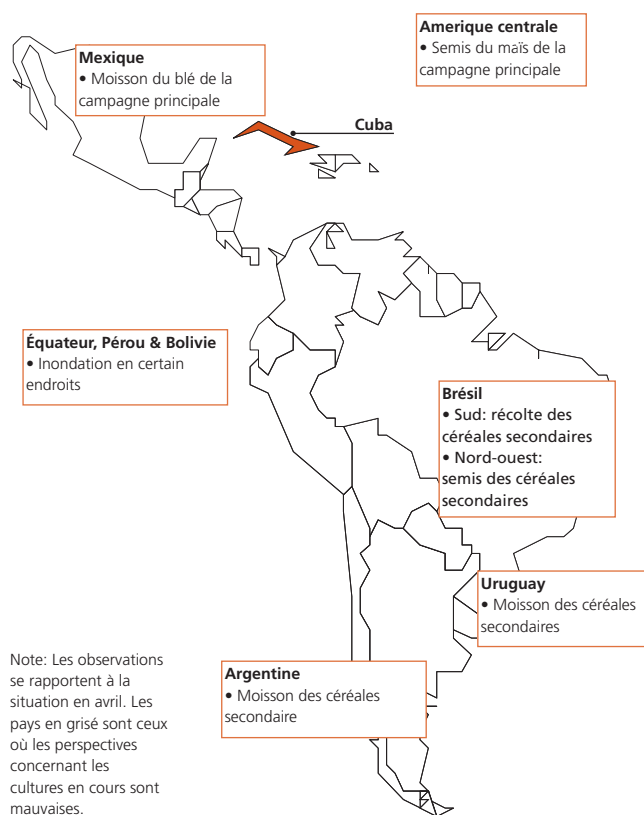 Mexique
• Moisson du blé de la
campagne principale
Amerique centrale
• Semis du maïs de la
campagne principale
Cuba
Équateur, Pérou & Bolivie
• Inondation en certain
endroits
Brésil
• Sud: récolte des
céréales secondaires
• Nord-ouest:
semis des céréales
secondaires
Uruguay
• Moisson des céréales
secondaires
Argentine
• Moisson des céréales
secondaire
Note: Les observations
se rapportent à la
situation en avril. Les
pays en grisé sont ceux
où les perspectives
concernant les
cultures en cours sont
mauvaises.